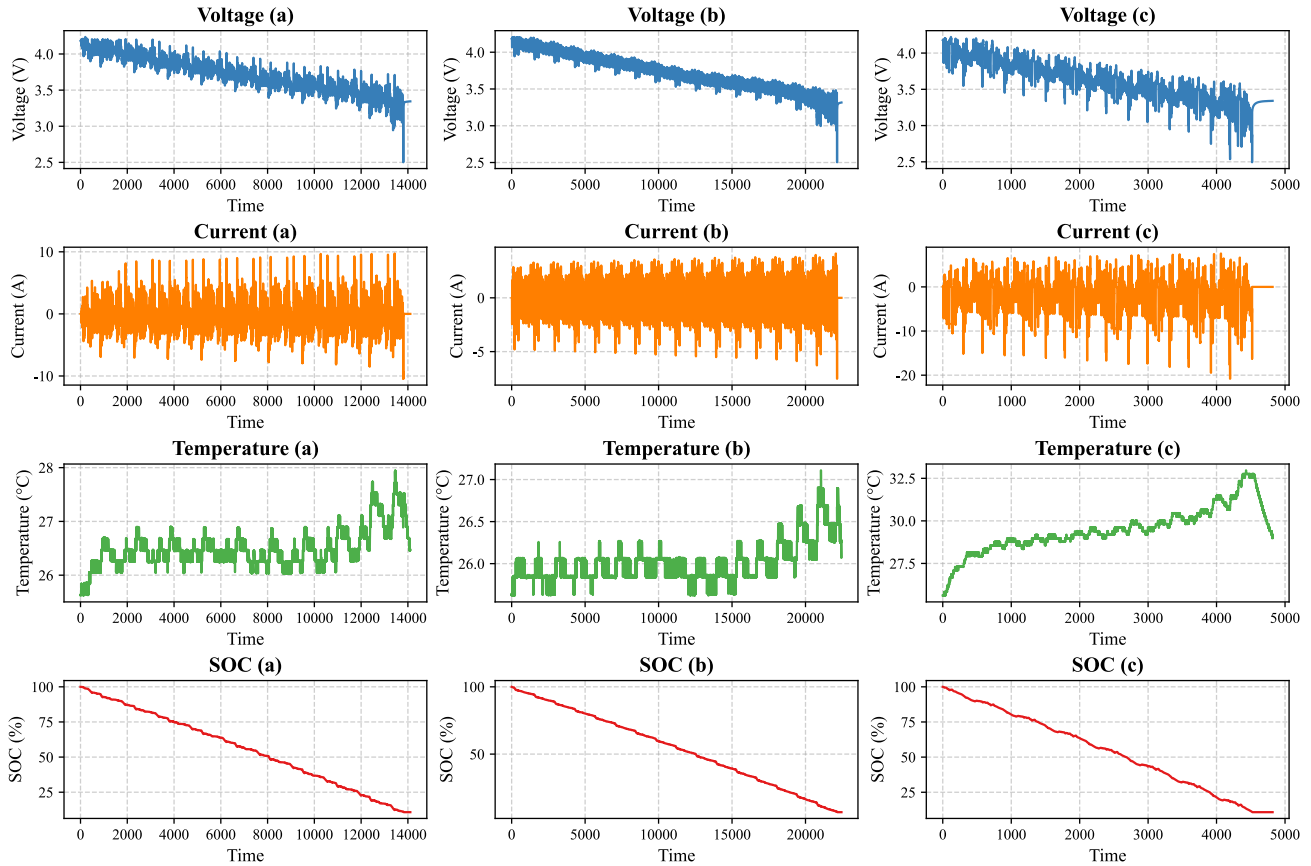 Voltage (a) Voltage (b) Voltage (c)
Voltage (V) 4.0 3.5 3.0 2.5
Voltage (V) 4.0 3.5 3.0 2.5
Voltage (V) 4.0 3.5 3.0 2.5
0 2000 4000 6000 8000 10000 12000 14000
0 5000 10000 15000 20000
0 1000 2000 3000 4000 5000
Time Time Time
Current (a) Current (b) Current (c)
Current (A) 10 0 -10
Current (A) 0 -5
Current (A) 0 -10 -20
0 2000 4000 6000 8000 10000 12000 14000
0 5000 10000 15000 20000
0 1000 2000 3000 4000 5000
Time Time Time
Temperature (a) Temperature (b) Temperature (c)
Temperature (°C) 28 27 26
Temperature (°C) 27.0 26.5 26.0
Temperature (°C) 32.5 30.0 27.5
0 2000 4000 6000 8000 10000 12000 14000
0 5000 10000 15000 20000
0 1000 2000 3000 4000 5000
Time Time Time
SOC (a) SOC (b) SOC (c)
SOC (%) 100 75 50 25
SOC (%) 100 50
SOC (%) 100 75 50 25
0 2000 4000 6000 8000 10000 12000 14000
0 5000 10000 15000 20000
0 1000 2000 3000 4000 5000
Time Time Time